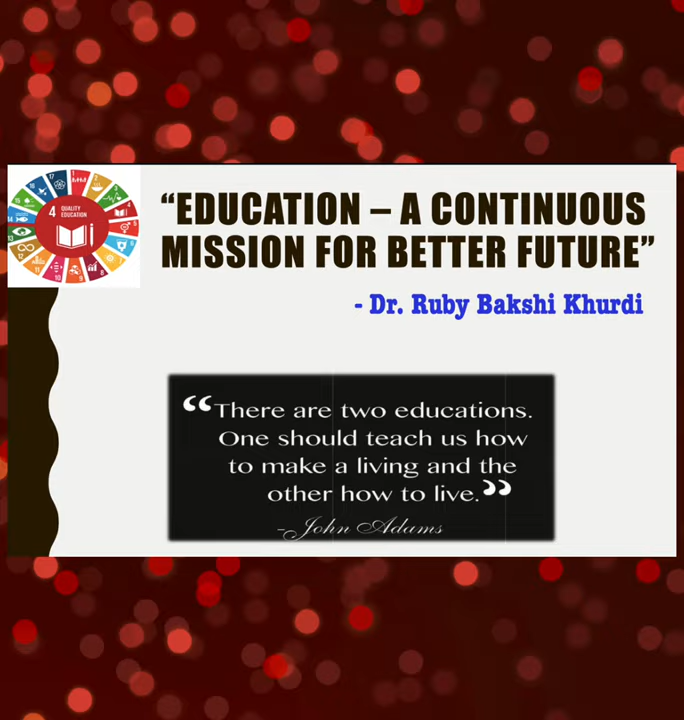 4 QUALITY
EDUCATION
“EDUCATION – A CONTINUOUS
MISSION FOR BETTER FUTURE”
- Dr. Ruby Bakshi Khurdi
“There are two educations.
One should teach us how
to make a living and the
other how to live.”
-John Adams